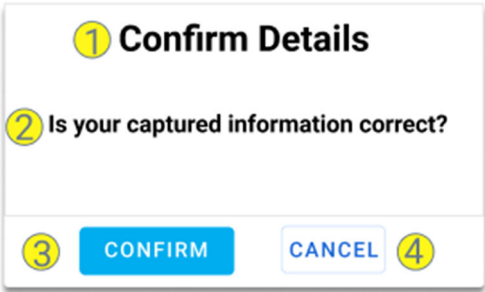 1 Confirm Details
2 Is your captured information correct?
3 CONFIRM CANCEL 4